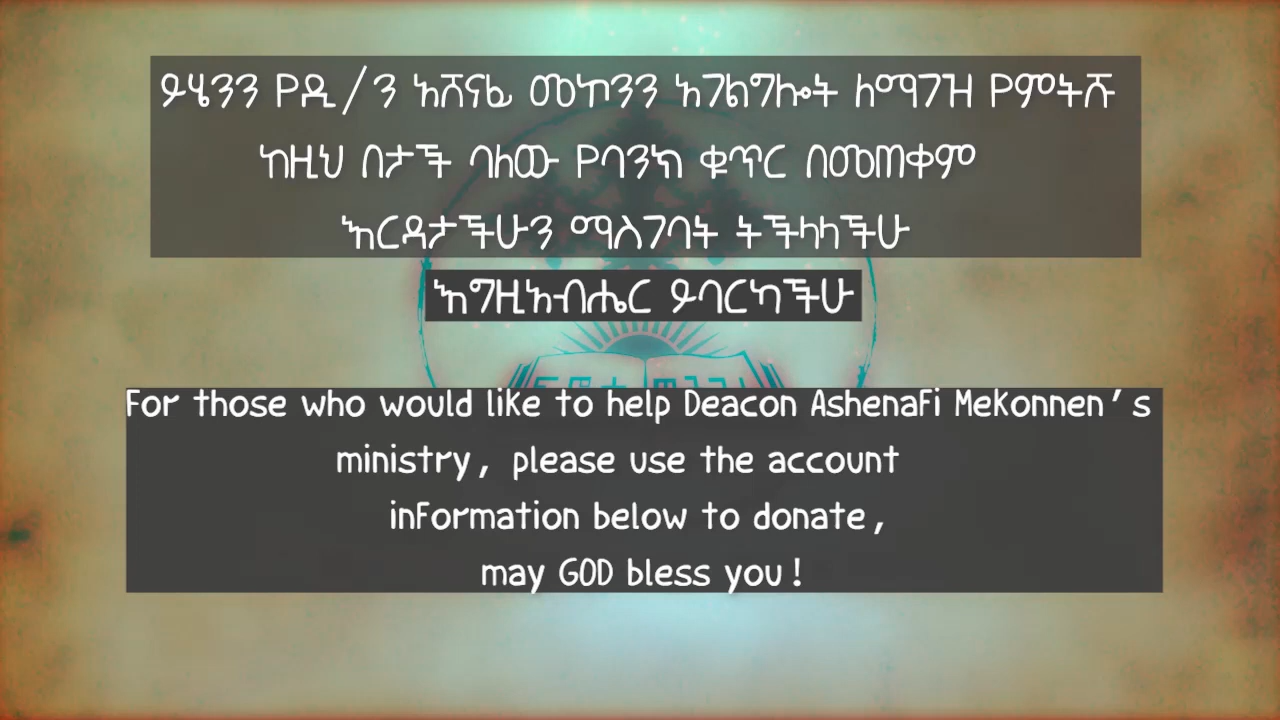 ይሄንን የዲ/ን አሸናፊ መኮንን አገልግሎት ለማገዝ የምትሹ
ከዚህ በታች ባለው የባንክ ቁጥር በመጠቀም
እርዳታችሁን ማስገባት ትችላላችሁ
እግዚአብሔር ይባርካችሁ
For those who would like to help Deacon Ashenafi Mekonnen's
ministry, please use the account
information below to donate,
may GOD bless you!